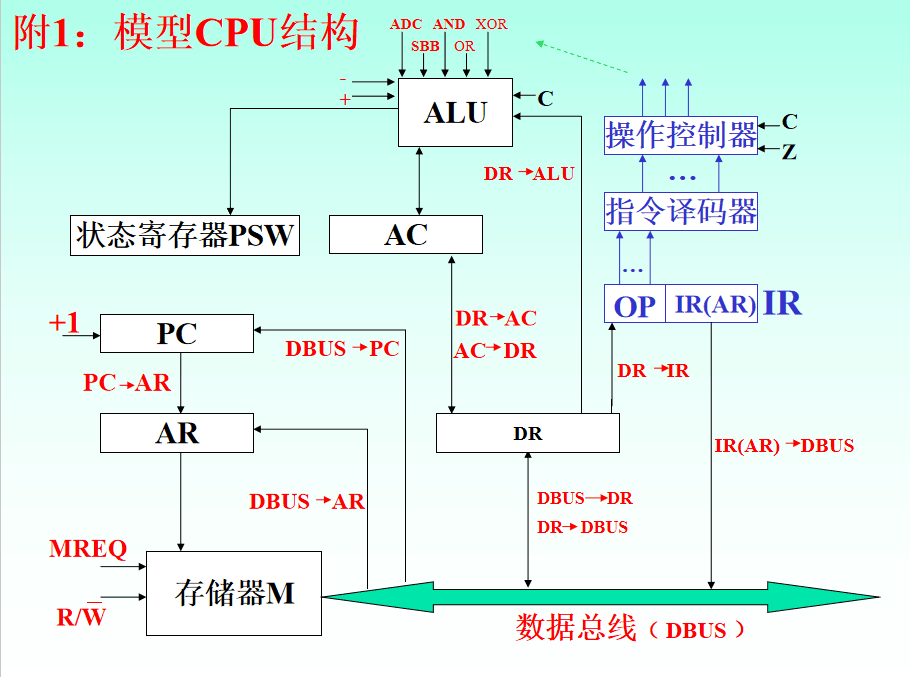 附1：模型CPU结构
ADC AND XOR
SBB OR
-
+
ALU
C
操作控制器
C
Z
DR→ALU
…
指令译码器
状态寄存器PSW
AC
…
OP IR(AR) IR
+1
PC
DBUS→PC
DR→AC
AC→DR
PC→AR
DR→IR
AR
DR
IR(AR)→DBUS
DBUS→AR
DBUS→DR
DR→DBUS
MREQ
存储器M
R/W̅
数据总线（DBUS）